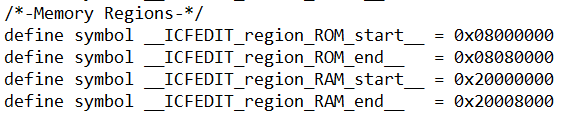 /*-Memory Regions-*/
define symbol __ICFEDIT_region_ROM_start__ = 0x08000000
define symbol __ICFEDIT_region_ROM_end__   = 0x08080000
define symbol __ICFEDIT_region_RAM_start__ = 0x20000000
define symbol __ICFEDIT_region_RAM_end__   = 0x20008000